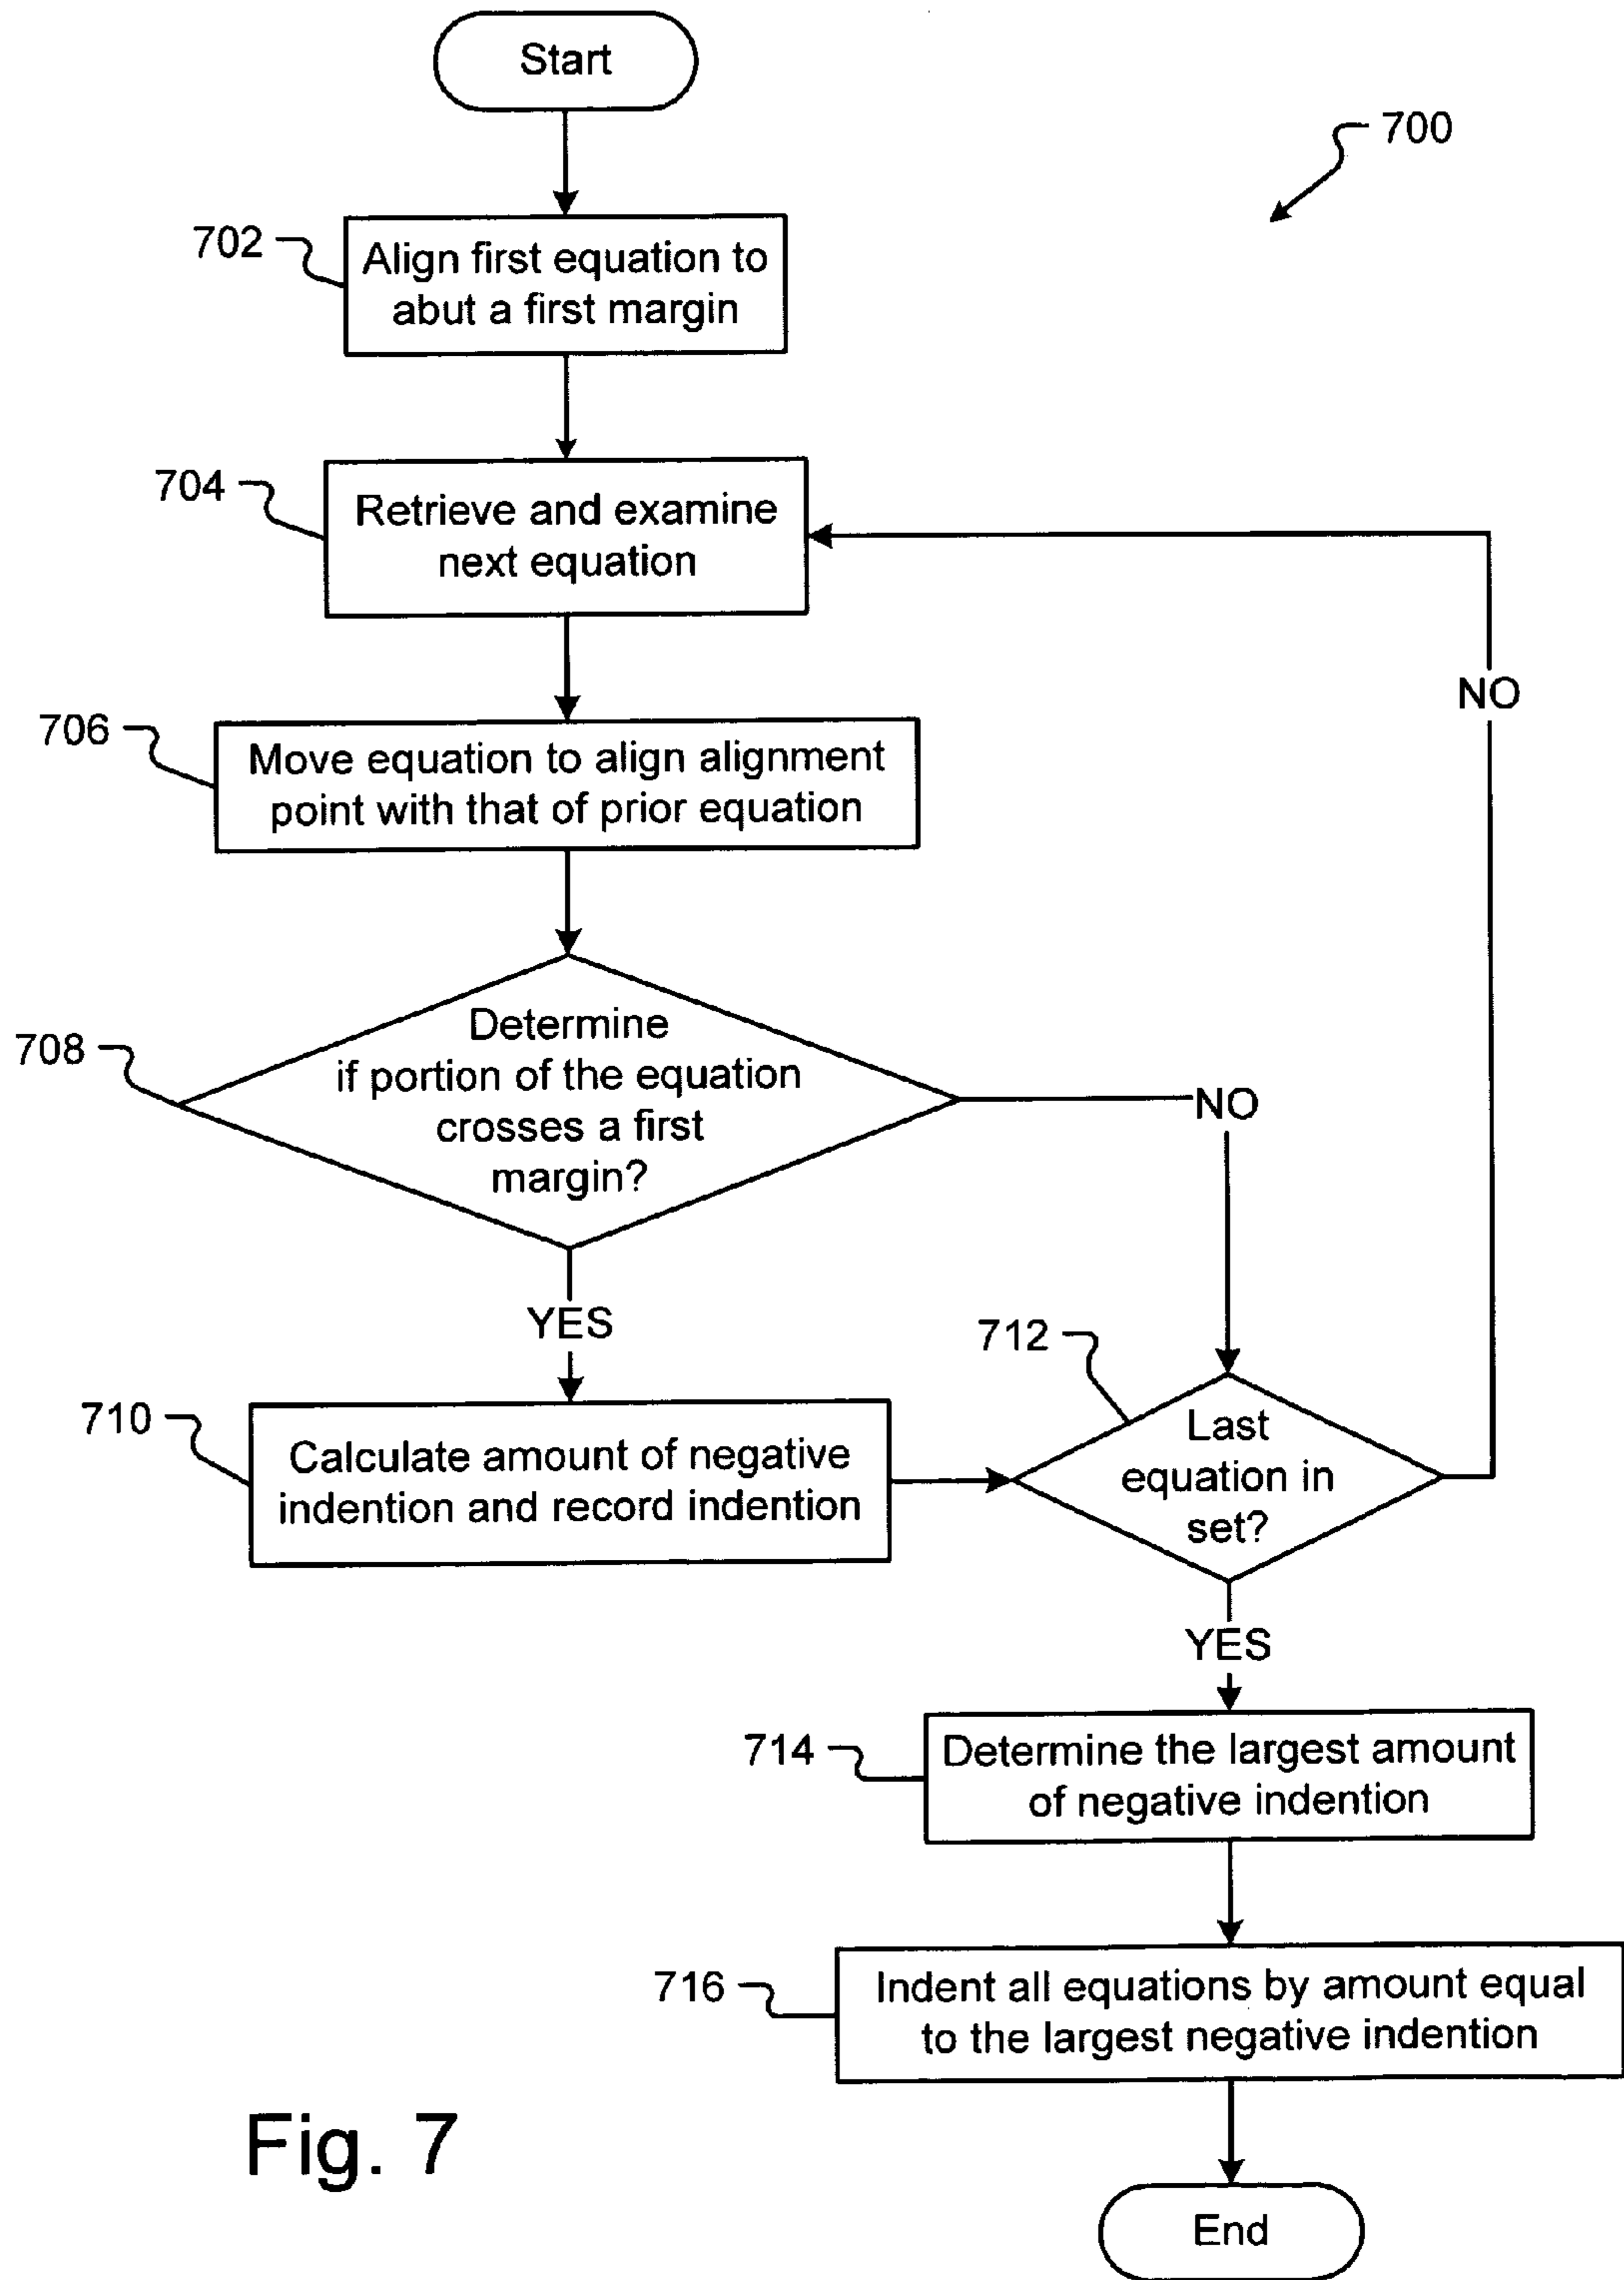 Start
700
702
Align first equation to
abut a first margin
704
Retrieve and examine
next equation
NO
706
Move equation to align alignment
point with that of prior equation
708
Determine
if portion of the equation
crosses a first
margin?
NO
YES
712
Last
equation in
set?
710
Calculate amount of negative
indention and record indention
YES
714
Determine the largest amount
of negative indention
716
Indent all equations by amount equal
to the largest negative indention
Fig. 7
End